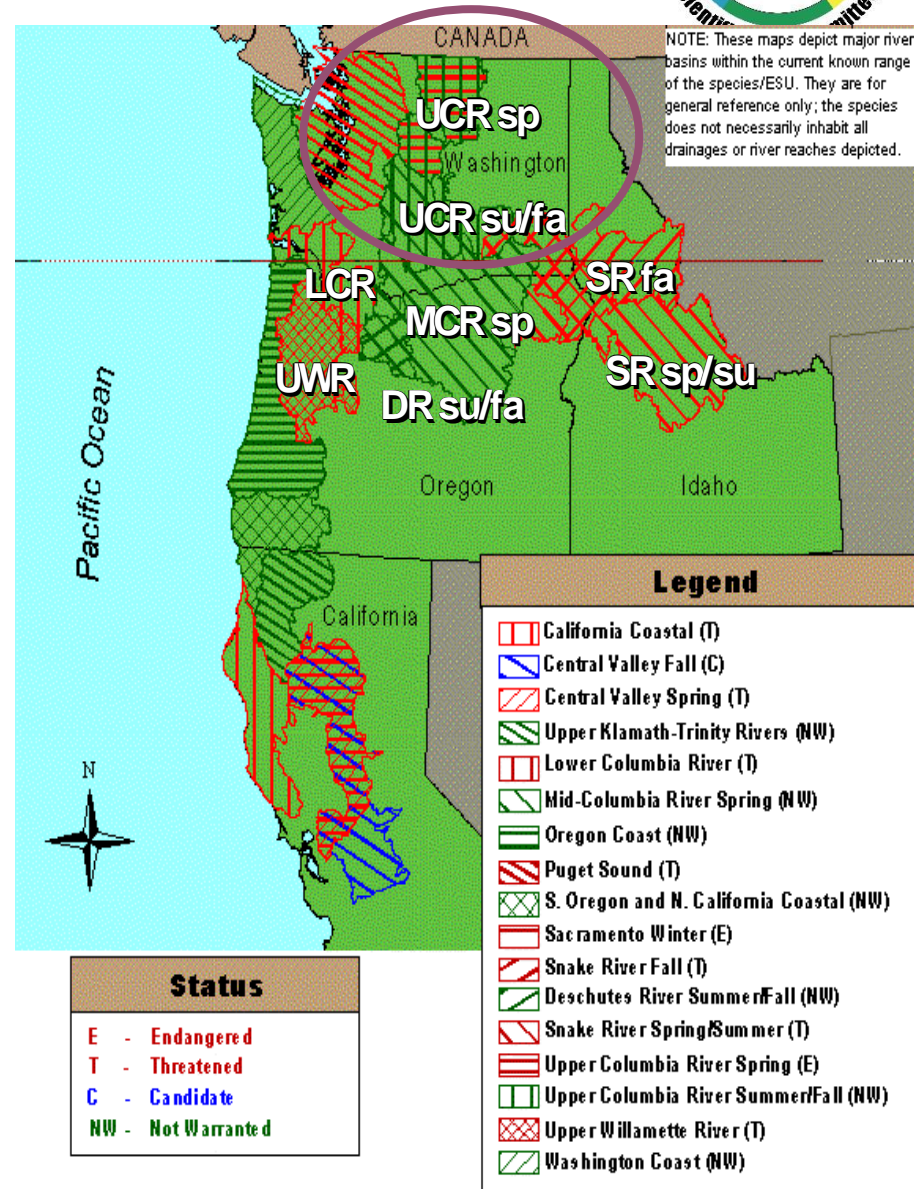 CANADA
NOTE: These maps depict major river
basins within the current known range
of the species/ESU. They are for
general reference only; the species
does not necessarily inhabit all
drainages or river reaches depicted.
UCR sp
Washington
UCR su/fa
LCR
SR fa
MCR sp
UWR
SR sp/su
DR su/fa
Pacific Ocean
Oregon
Idaho
California
N
Legend
California Coastal (T)
Central Valley Fall (C)
Central Valley Spring (T)
Upper Klamath-Trinity Rivers (NW)
Lower Columbia River (T)
Mid-Columbia River Spring (NW)
Oregon Coast (NW)
Puget Sound (T)
S. Oregon and N. California Coastal (NW)
Sacramento Winter (E)
Snake River Fall (T)
Deschutes River Summer/Fall (NW)
Snake River Spring/Summer (T)
Upper Columbia River Spring (E)
Upper Columbia River Summer/Fall (NW)
Upper Willamette River (T)
Washington Coast (NW)
Status
E - Endangered
T - Threatened
C - Candidate
NW - Not Warranted